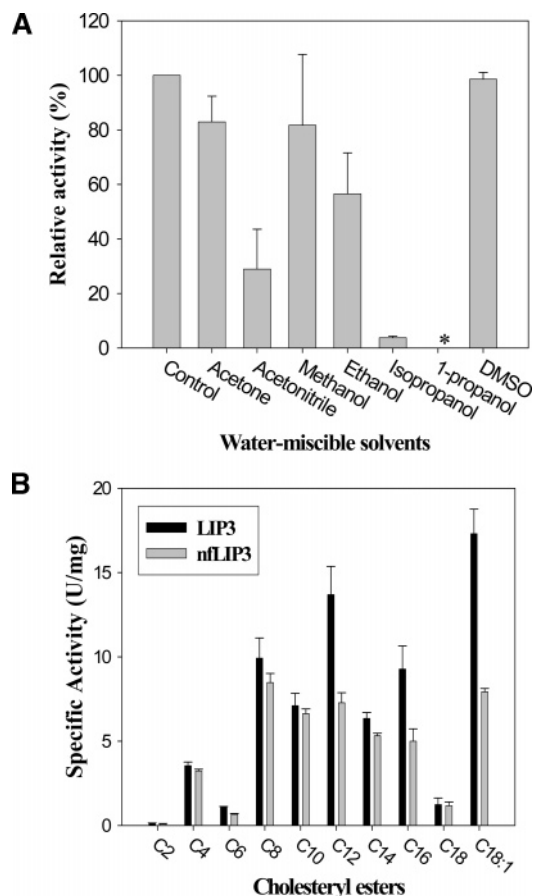 A
120
100
80
60
40
20
0
Relative activity (%)
*
Control
Acetone
Acetonitrile
Methanol
Ethanol
Isopropanol
1-propanol
DMSO
Water-miscible solvents
B
20
15
10
5
0
Specific Activity (U/mg)
LIP3
nfLIP3
C2
C4
C6
C8
C10
C12
C14
C16
C18
C18:1
Cholesteryl esters